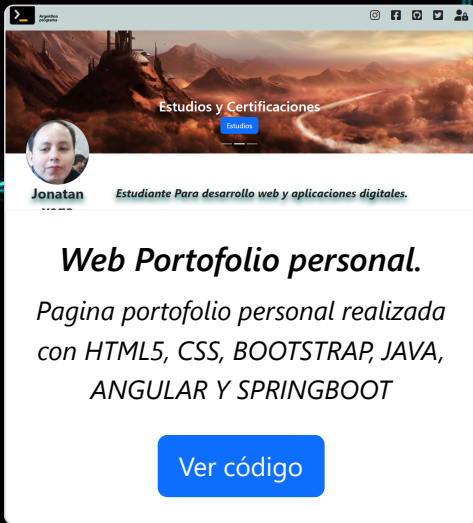 Argentina
programa
Estudios y Certificaciones
Estudios
Jonatan
Estudiante Para desarrollo web y aplicaciones digitales.
Web Portofolio personal.
Pagina portofolio personal realizada
con HTML5, CSS, BOOTSTRAP, JAVA,
ANGULAR Y SPRINGBOOT
Ver código